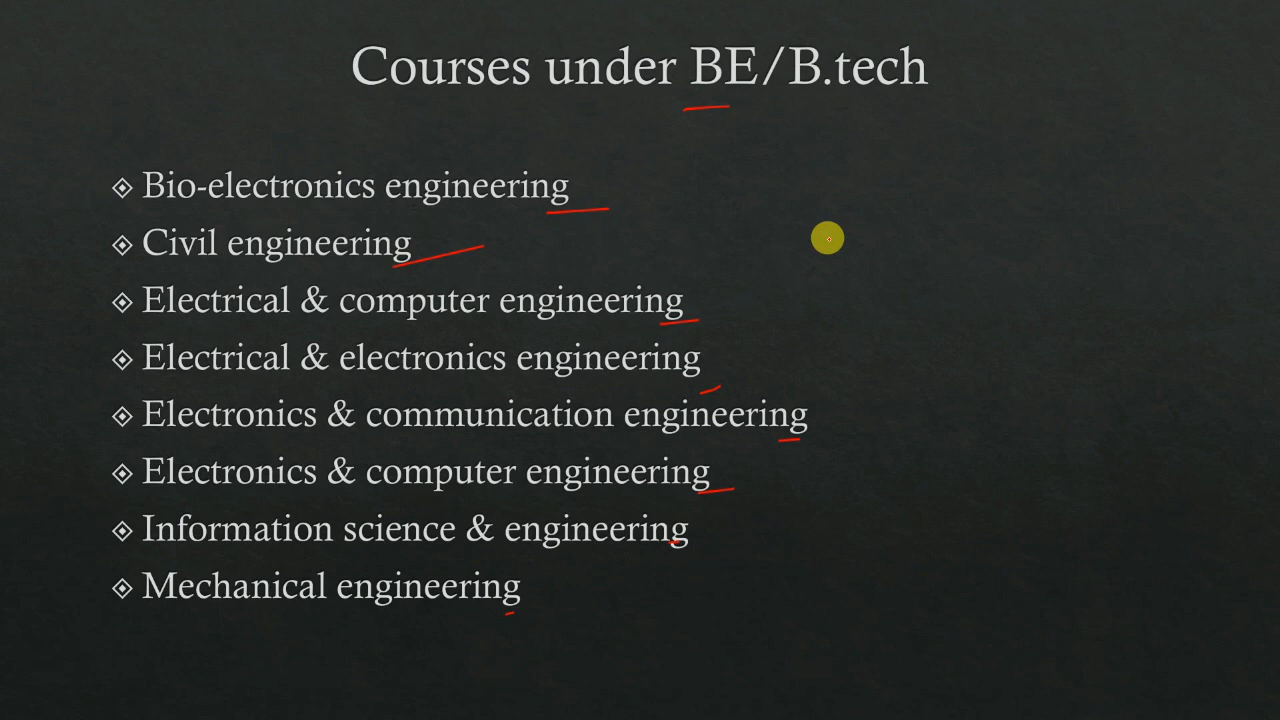 Courses under BE/B.tech
Bio-electronics engineering
Civil engineering
Electrical & computer engineering
Electrical & electronics engineering
Electronics & communication engineering
Electronics & computer engineering
Information science & engineering
Mechanical engineering